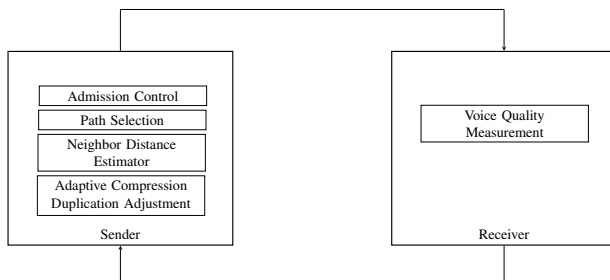 Admission Control
Path Selection
Neighbor Distance
Estimator
Adaptive Compression
Duplication Adjustment
Sender
Voice Quality
Measurement
Receiver